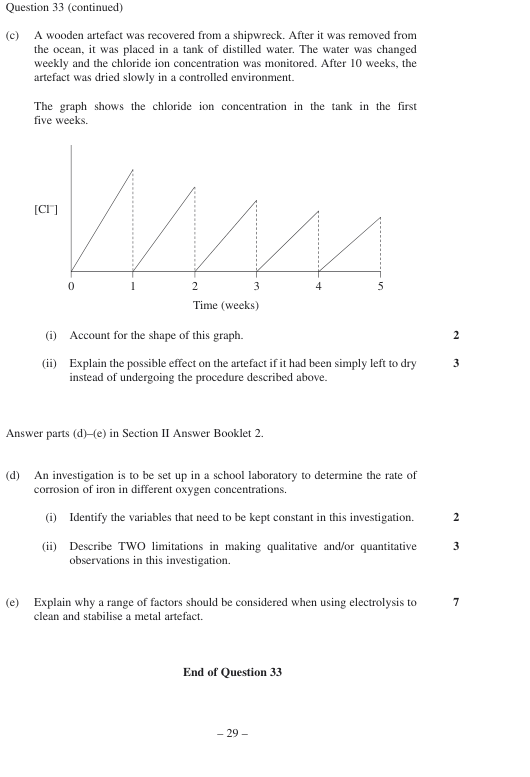 Question 33 (continued)
(c) A wooden artefact was recovered from a shipwreck. After it was removed from
the ocean, it was placed in a tank of distilled water. The water was changed
weekly and the chloride ion concentration was monitored. After 10 weeks, the
artefact was dried slowly in a controlled environment.
The graph shows the chloride ion concentration in the tank in the first
five weeks.
[Cl⁻]
0 1 2 3 4 5
Time (weeks)
(i) Account for the shape of this graph. 2
(ii) Explain the possible effect on the artefact if it had been simply left to dry 3
instead of undergoing the procedure described above.
Answer parts (d)–(e) in Section II Answer Booklet 2.
(d) An investigation is to be set up in a school laboratory to determine the rate of
corrosion of iron in different oxygen concentrations.
(i) Identify the variables that need to be kept constant in this investigation. 2
(ii) Describe TWO limitations in making qualitative and/or quantitative 3
observations in this investigation.
(e) Explain why a range of factors should be considered when using electrolysis to 7
clean and stabilise a metal artefact.
End of Question 33
– 29 –